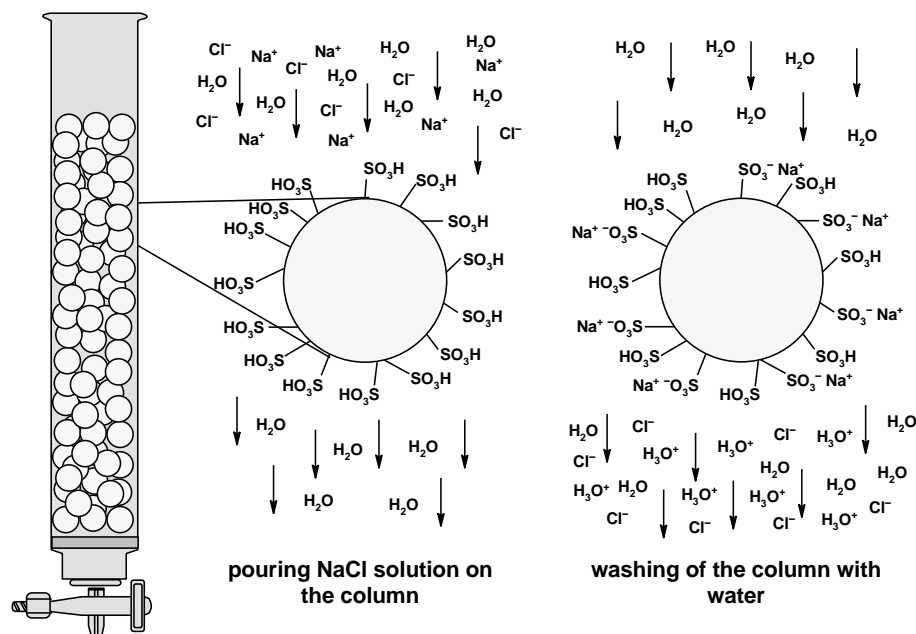 Cl⁻
Na⁺
Na⁺
H₂O
H₂O
H₂O
Cl⁻
H₂O
Cl⁻
Na⁺
Cl⁻
H₂O
Cl⁻
H₂O
H₂O
Na⁺
Na⁺
Na⁺
Cl⁻
SO₃H
HO₃S
SO₃H
HO₃S
HO₃S
SO₃H
SO₃H
HO₃S
SO₃H
HO₃S
SO₃H
HO₃S
SO₃H
HO₃S
HO₃S
H₂O
H₂O
H₂O
H₂O
H₂O
pouring NaCl solution on
the column
H₂O
H₂O
H₂O
H₂O
H₂O
H₂O
SO₃⁻ Na⁺
HO₃S
SO₃H
HO₃S
SO₃⁻ Na⁺
Na⁺ ⁻O₃S
SO₃H
HO₃S
SO₃⁻ Na⁺
Na⁺ ⁻O₃S
SO₃H
HO₃S
SO₃⁻ Na⁺
Na⁺ ⁻O₃S
HO₃S
H₂O
Cl⁻
H₃O⁺
Cl⁻
H₃O⁺
H₂O
Cl⁻
H₃O⁺
H₂O
H₂O
H₃O⁺
H₂O
H₃O⁺
H₃O⁺
H₂O
Cl⁻
Cl⁻
Cl⁻
Cl⁻
Cl⁻
H₃O⁺
Cl⁻
washing of the column with
water